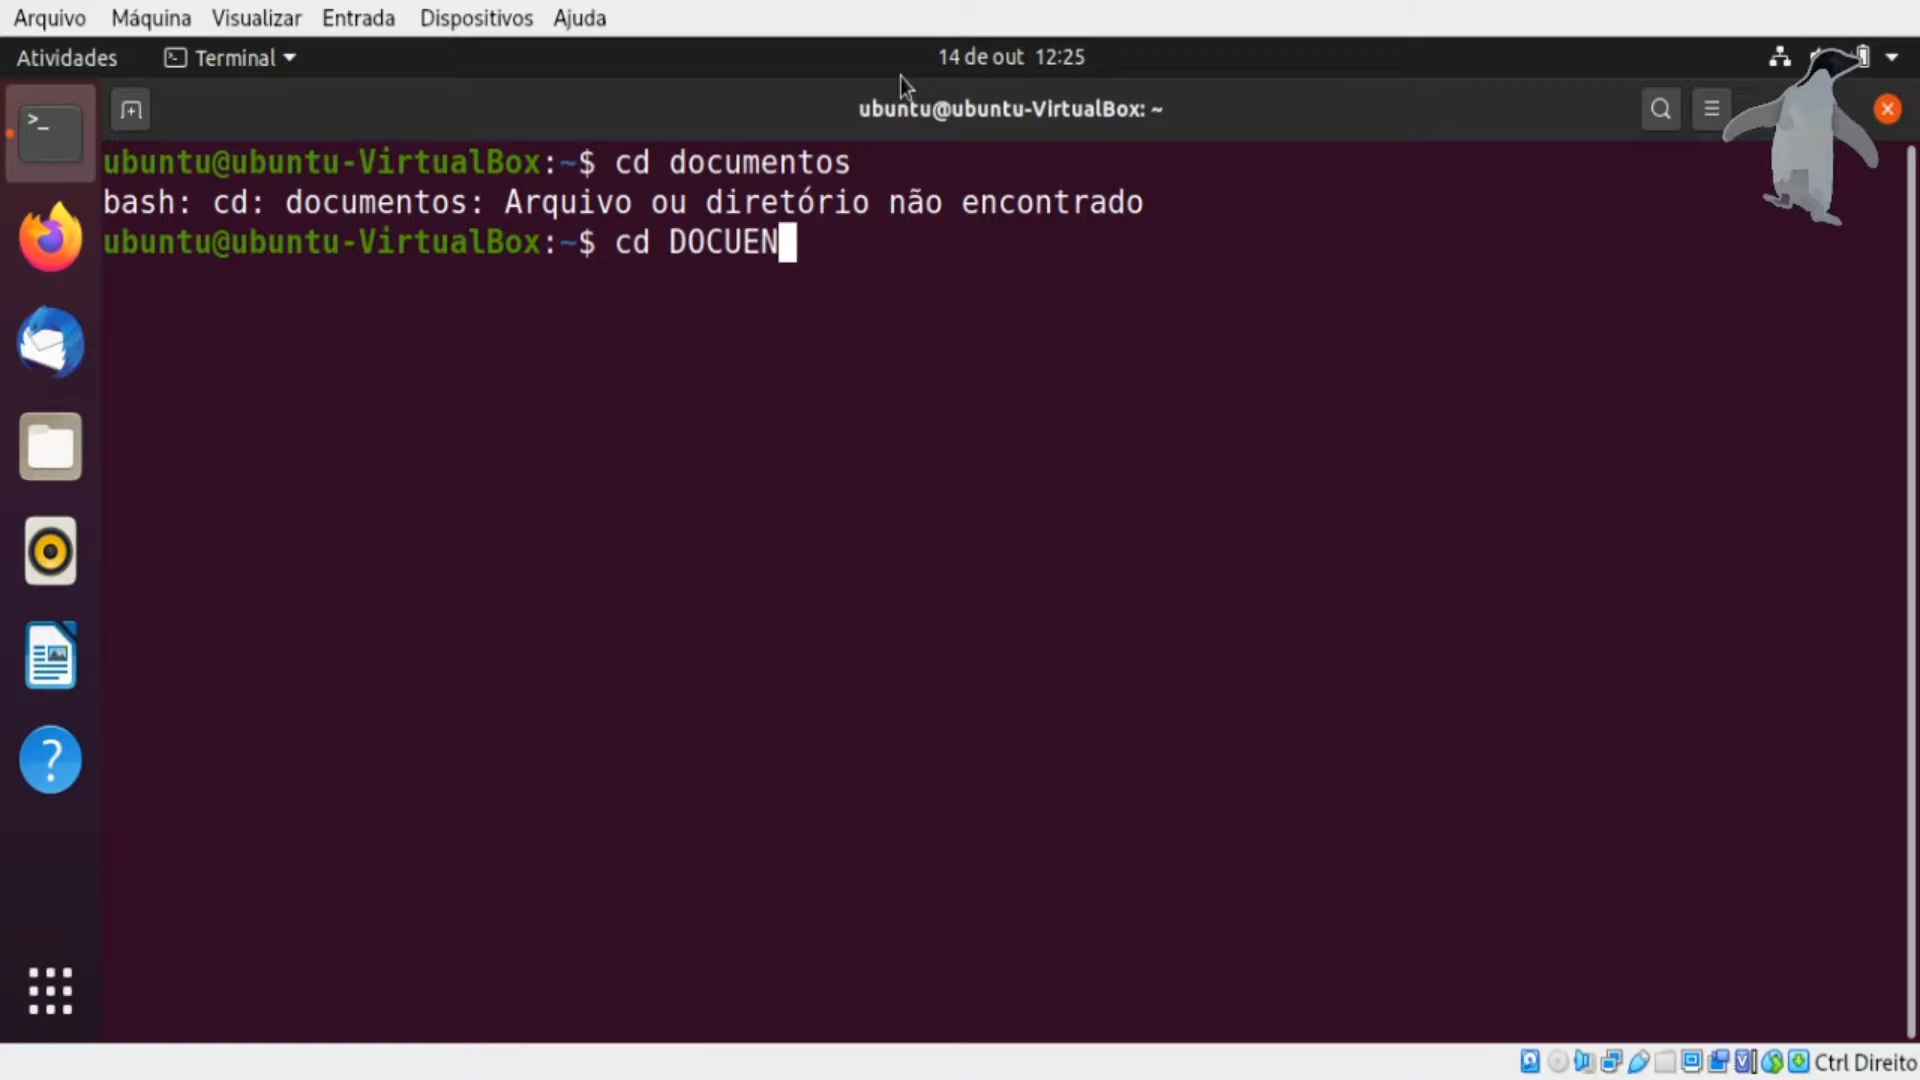 Arquivo Máquina Visualizar Entrada Dispositivos Ajuda
Atividades Terminal 14 de out 12:25
ubuntu@ubuntu-VirtualBox: ~
ubuntu@ubuntu-VirtualBox:~$ cd documentos
bash: cd: documentos: Arquivo ou diretório não encontrado
ubuntu@ubuntu-VirtualBox:~$ cd DOCUEN
Ctrl Direito